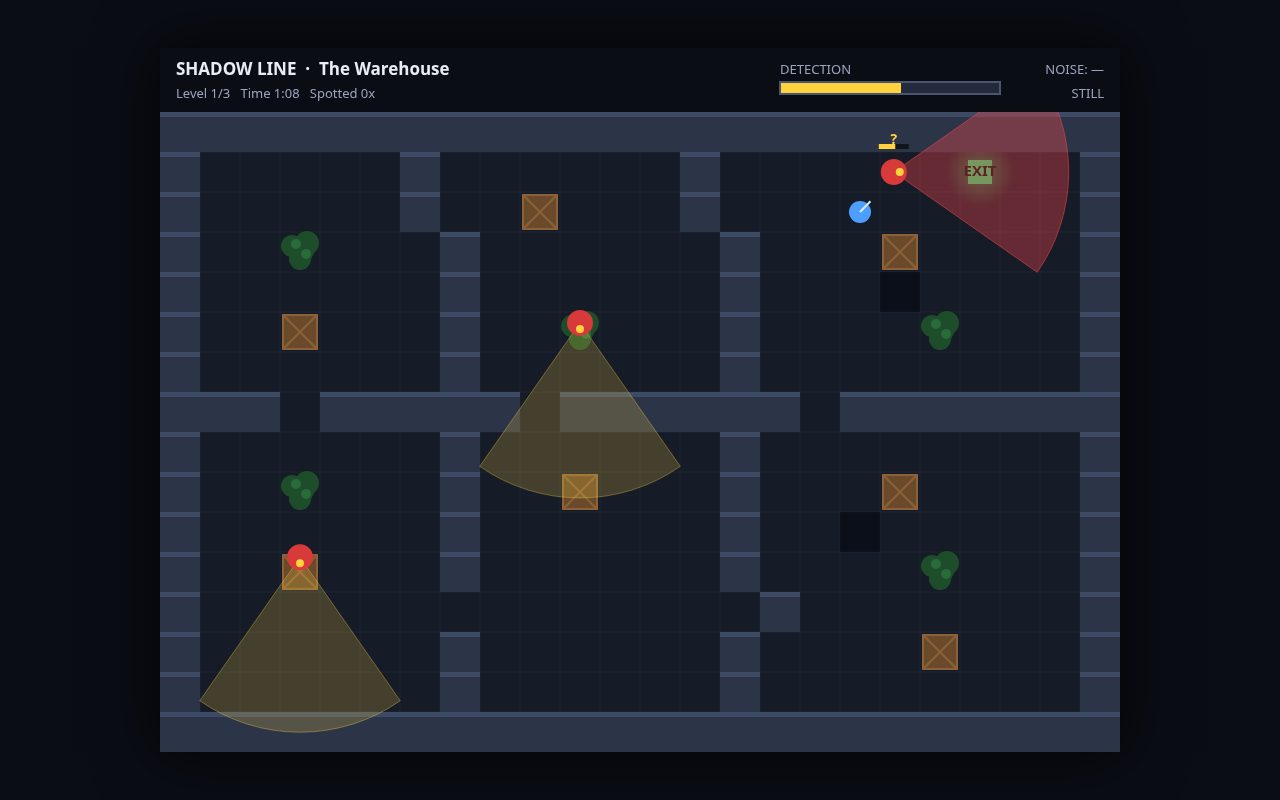 SHADOW LINE · The Warehouse
Level 1/3 Time 1:08 Spotted 0x
DETECTION
NOISE: —
STILL
?
EXIT